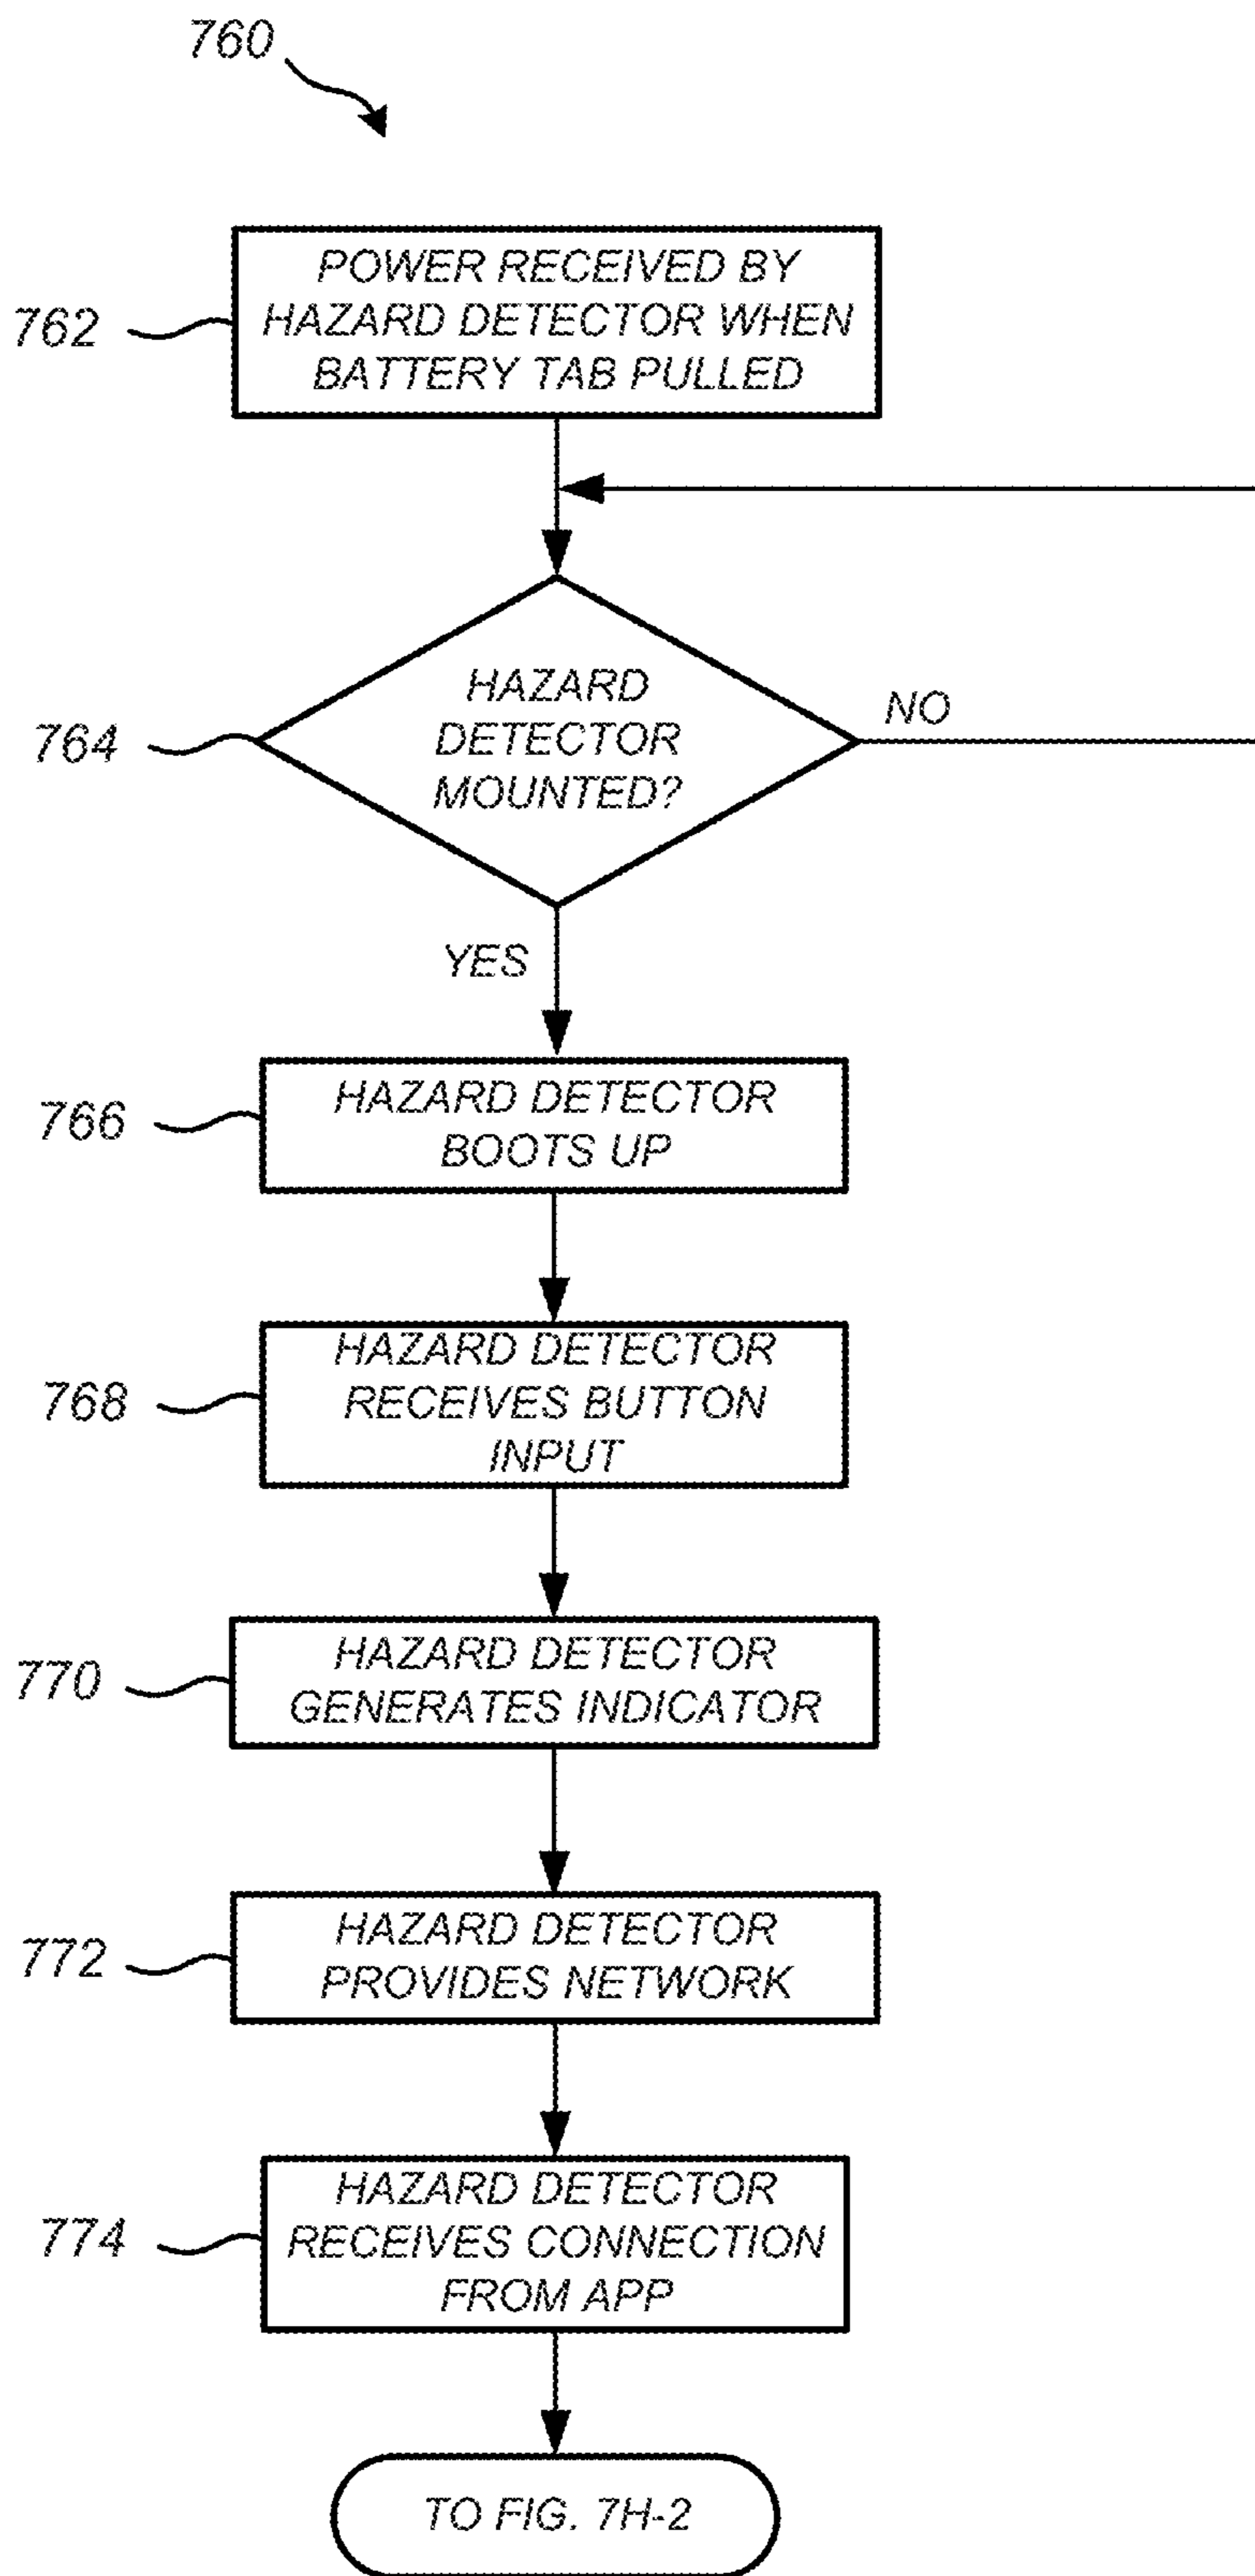 760
762
POWER RECEIVED BY
HAZARD DETECTOR WHEN
BATTERY TAB PULLED
764
HAZARD
DETECTOR
MOUNTED?
NO
YES
766
HAZARD DETECTOR
BOOTS UP
768
HAZARD DETECTOR
RECEIVES BUTTON
INPUT
770
HAZARD DETECTOR
GENERATES INDICATOR
772
HAZARD DETECTOR
PROVIDES NETWORK
774
HAZARD DETECTOR
RECEIVES CONNECTION
FROM APP
TO FIG. 7H-2